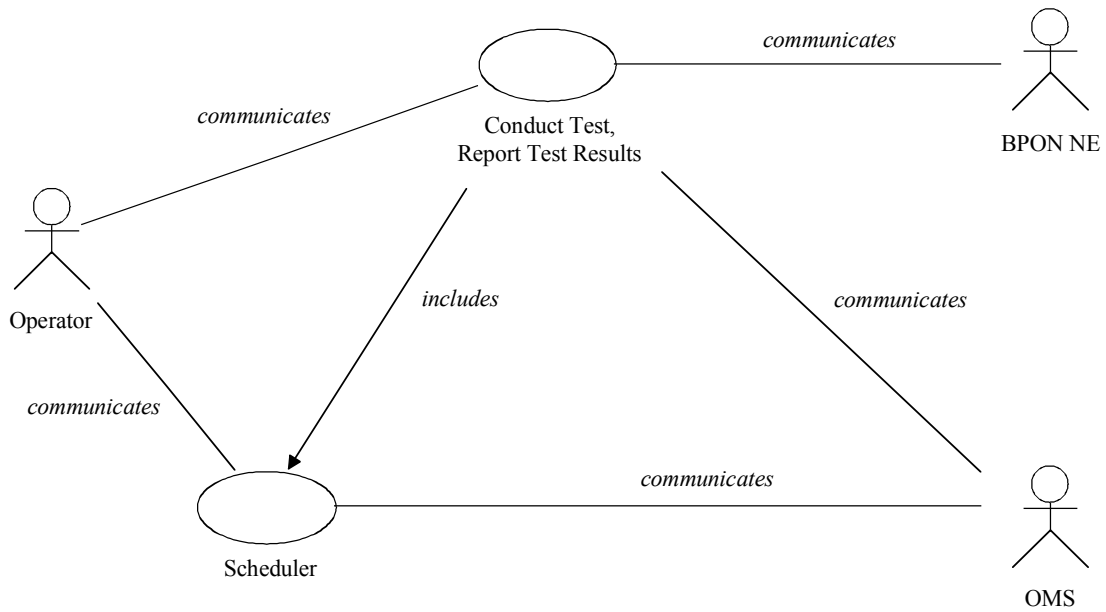 communicates
communicates
Conduct Test,
Report Test Results
BPON NE
includes
communicates
Operator
communicates
communicates
Scheduler
OMS